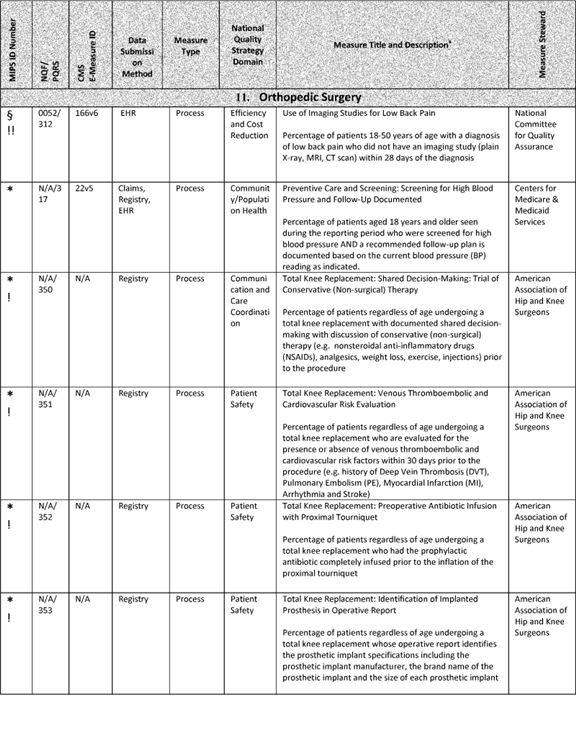 MIPS ID Number
NQF/
PQRS
CMS
E-Measure ID
Data
Submissi
on
Method
Measure
Type
National
Quality
Strategy
Domain
Measure Title and Description¥
Measure Steward
11. Orthopedic Surgery
§
!!
0052/
312
166v6
EHR
Process
Efficiency
and Cost
Reduction
Use of Imaging Studies for Low Back Pain
Percentage of patients 18-50 years of age with a diagnosis
of low back pain who did not have an imaging study (plain
X-ray, MRI, CT scan) within 28 days of the diagnosis
National
Committee
for Quality
Assurance
*
N/A/3
17
22v5
Claims,
Registry,
EHR
Process
Communit
y/Populati
on Health
Preventive Care and Screening: Screening for High Blood
Pressure and Follow-Up Documented
Percentage of patients aged 18 years and older seen
during the reporting period who were screened for high
blood pressure AND a recommended follow-up plan is
documented based on the current blood pressure (BP)
reading as indicated.
Centers for
Medicare &
Medicaid
Services
*
!
N/A/
350
N/A
Registry
Process
Communi
cation and
Care
Coordinati
on
Total Knee Replacement: Shared Decision-Making: Trial of
Conservative (Non-surgical) Therapy
Percentage of patients regardless of age undergoing a
total knee replacement with documented shared decision-
making with discussion of conservative (non-surgical)
therapy (e.g. nonsteroidal anti-inflammatory drugs
(NSAIDs), analgesics, weight loss, exercise, injections) prior
to the procedure
American
Association of
Hip and Knee
Surgeons
*
!
N/A/
351
N/A
Registry
Process
Patient
Safety
Total Knee Replacement: Venous Thromboembolic and
Cardiovascular Risk Evaluation
Percentage of patients regardless of age undergoing a
total knee replacement who are evaluated for the
presence or absence of venous thromboembolic and
cardiovascular risk factors within 30 days prior to the
procedure (e.g. history of Deep Vein Thrombosis (DVT),
Pulmonary Embolism (PE), Myocardial Infarction (MI),
Arrhythmia and Stroke)
American
Association of
Hip and Knee
Surgeons
*
!
N/A/
352
N/A
Registry
Process
Patient
Safety
Total Knee Replacement: Preoperative Antibiotic Infusion
with Proximal Tourniquet
Percentage of patients regardless of age undergoing a
total knee replacement who had the prophylactic
antibiotic completely infused prior to the inflation of the
proximal tourniquet
American
Association of
Hip and Knee
Surgeons
*
!
N/A/
353
N/A
Registry
Process
Patient
Safety
Total Knee Replacement: Identification of Implanted
Prosthesis in Operative Report
Percentage of patients regardless of age undergoing a
total knee replacement whose operative report identifies
the prosthetic implant specifications including the
prosthetic implant manufacturer, the brand name of the
prosthetic implant and the size of each prosthetic implant
American
Association of
Hip and Knee
Surgeons